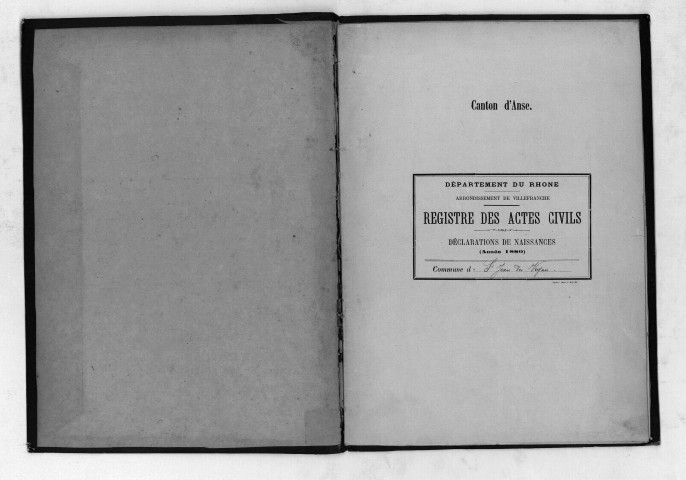 Canton d'Anse.
DÉPARTEMENT DU RHONE
ARRONDISSEMENT DE VILLEFRANCHE
REGISTRE DES ACTES CIVILS
DÉCLARATIONS DE NAISSANCES
(Année 1886)
Commune d St Jean des Vignes